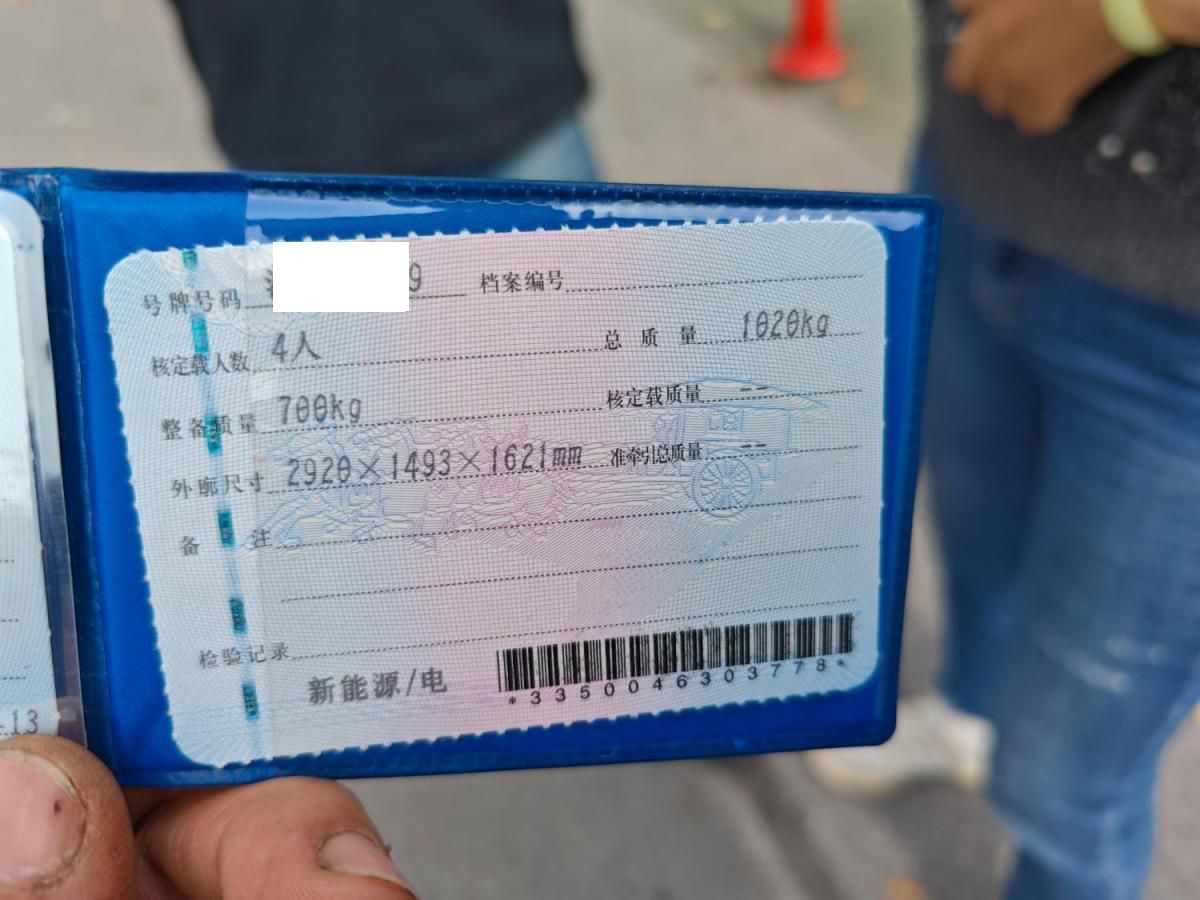 号牌号码 9 档案编号
核定载人数 4人 总质量 1020kg
整备质量 700kg 核定载质量 --
外廓尺寸 2920×1493×1621mm 准牵引总质量 --
备注
检验记录
新能源/电
*3350046303778*
13